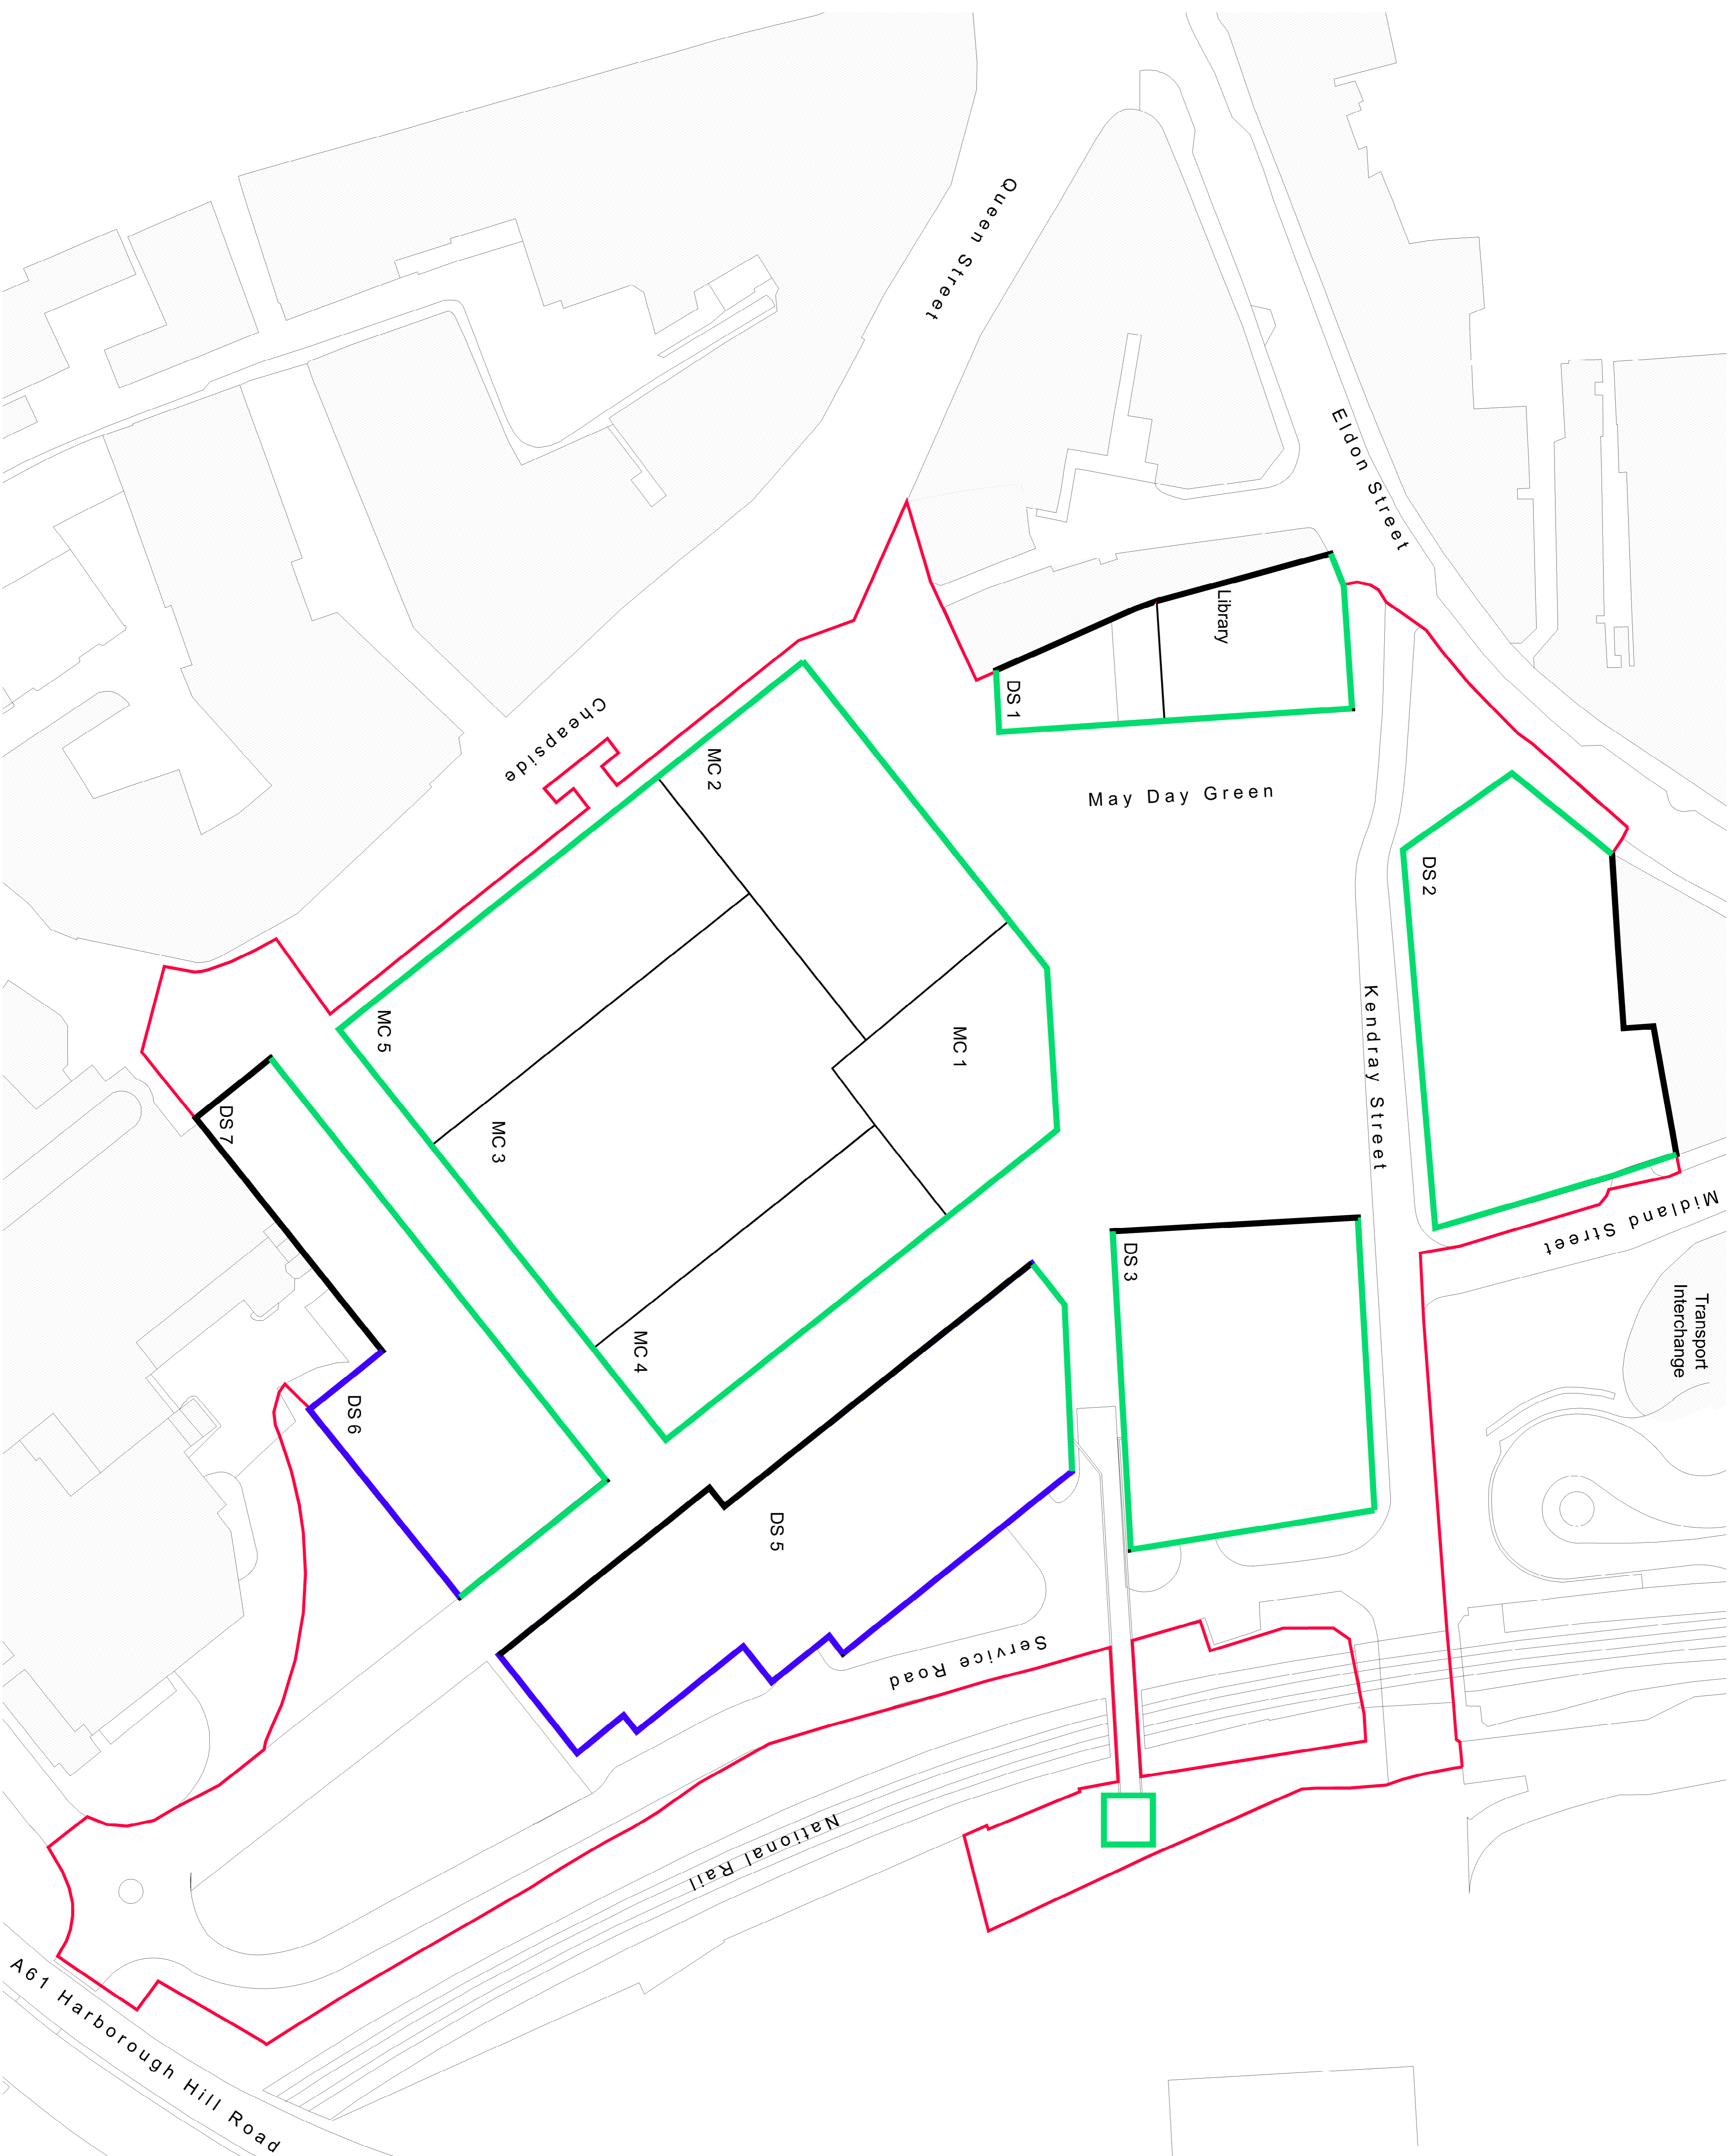 Queen Street
Eldon Street
Library
DS 1
Cheapside
MC 2
May Day Green
DS 2
MC 5
MC 1
Kendray Street
DS 7
MC 3
Midland Street
DS 3
Transport
Interchange
MC 4
DS 6
DS 5
Service Road
National Rail
A61 Harborough Hill Road